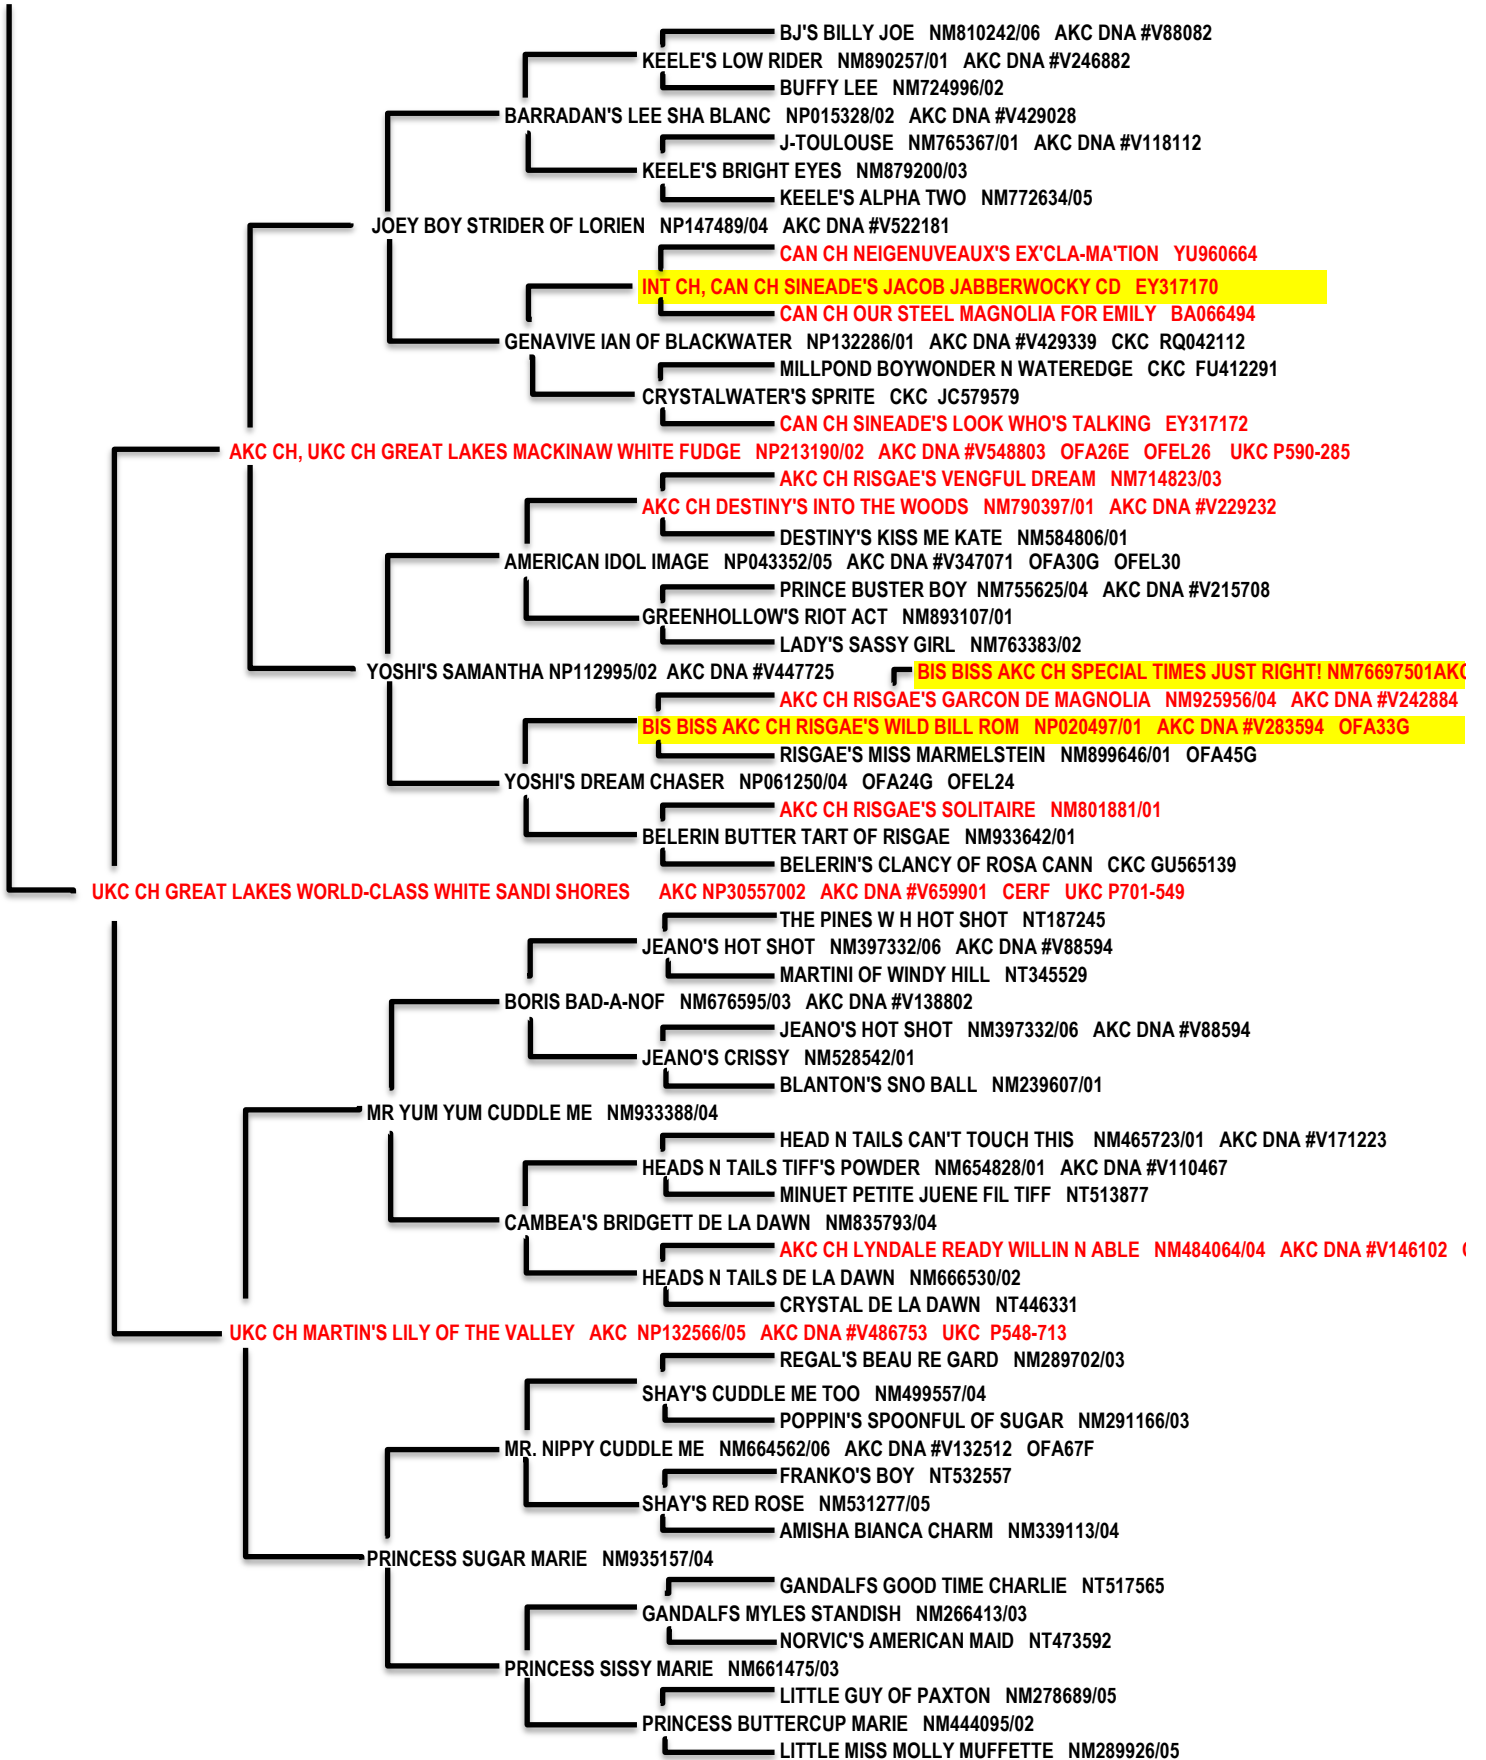 BJ'S BILLY JOE NM810242/06 AKC DNA #V88082
KEELE'S LOW RIDER NM890257/01 AKC DNA #V246882
BUFFY LEE NM724996/02
BARRADAN'S LEE SHA BLANC NP015328/02 AKC DNA #V429028
J-TOULOUSE NM765367/01 AKC DNA #V118112
KEELE'S BRIGHT EYES NM879200/03
KEELE'S ALPHA TWO NM772634/05
JOEY BOY STRIDER OF LORIEN NP147489/04 AKC DNA #V522181
CAN CH NEIGENUVEAUX'S EX'CLA-MA'TION YU960664
INT CH, CAN CH SINEADE'S JACOB JABBERWOCKY CD EY317170
CAN CH OUR STEEL MAGNOLIA FOR EMILY BA066494
GENAVIVE IAN OF BLACKWATER NP132286/01 AKC DNA #V429339 CKC RQ042112
MILLPOND BOYWONDER N WATEREDGE CKC FU412291
CRYSTALWATER'S SPRITE CKC JC579579
CAN CH SINEADE'S LOOK WHO'S TALKING EY317172
AKC CH, UKC CH GREAT LAKES MACKINAW WHITE FUDGE NP213190/02 AKC DNA #V548803 OFA26E OFEL26 UKC P590-285
AKC CH RISGAE'S VENGFUL DREAM NM714823/03
AKC CH DESTINY'S INTO THE WOODS NM790397/01 AKC DNA #V229232
DESTINY'S KISS ME KATE NM584806/01
AMERICAN IDOL IMAGE NP043352/05 AKC DNA #V347071 OFA30G OFEL30
PRINCE BUSTER BOY NM755625/04 AKC DNA #V215708
GREENHOLLOW'S RIOT ACT NM893107/01
LADY'S SASSY GIRL NM763383/02
YOSHI'S SAMANTHA NP112995/02 AKC DNA #V447725 BIS BISS AKC CH SPECIAL TIMES JUST RIGHT! NM76697501AKC
AKC CH RISGAE'S GARCON DE MAGNOLIA NM925956/04 AKC DNA #V242884
BIS BISS AKC CH RISGAE'S WILD BILL ROM NP020497/01 AKC DNA #V283594 OFA33G
RISGAE'S MISS MARMELSTEIN NM899646/01 OFA45G
YOSHI'S DREAM CHASER NP061250/04 OFA24G OFEL24
AKC CH RISGAE'S SOLITAIRE NM801881/01
BELERIN BUTTER TART OF RISGAE NM933642/01
BELERIN'S CLANCY OF ROSA CANN CKC GU565139
UKC CH GREAT LAKES WORLD-CLASS WHITE SANDI SHORES AKC NP30557002 AKC DNA #V659901 CERF UKC P701-549
THE PINES W H HOT SHOT NT187245
JEANO'S HOT SHOT NM397332/06 AKC DNA #V88594
MARTINI OF WINDY HILL NT345529
BORIS BAD-A-NOF NM676595/03 AKC DNA #V138802
JEANO'S HOT SHOT NM397332/06 AKC DNA #V88594
JEANO'S CRISSY NM528542/01
BLANTON'S SNO BALL NM239607/01
MR YUM YUM CUDDLE ME NM933388/04
HEAD N TAILS CAN'T TOUCH THIS NM465723/01 AKC DNA #V171223
HEADS N TAILS TIFF'S POWDER NM654828/01 AKC DNA #V110467
MINUET PETITE JUENE FIL TIFF NT513877
CAMBEA'S BRIDGETT DE LA DAWN NM835793/04
AKC CH LYNDALE READY WILLIN N ABLE NM484064/04 AKC DNA #V146102
HEADS N TAILS DE LA DAWN NM666530/02
CRYSTAL DE LA DAWN NT446331
UKC CH MARTIN'S LILY OF THE VALLEY AKC NP132566/05 AKC DNA #V486753 UKC P548-713
REGAL'S BEAU RE GARD NM289702/03
SHAY'S CUDDLE ME TOO NM499557/04
POPPIN'S SPOONFUL OF SUGAR NM291166/03
MR. NIPPY CUDDLE ME NM664562/06 AKC DNA #V132512 OFA67F
FRANKO'S BOY NT532557
SHAY'S RED ROSE NM531277/05
AMISHA BIANCA CHARM NM339113/04
PRINCESS SUGAR MARIE NM935157/04
GANDALFS GOOD TIME CHARLIE NT517565
GANDALFS MYLES STANDISH NM266413/03
NORVIC'S AMERICAN MAID NT473592
PRINCESS SISSY MARIE NM661475/03
LITTLE GUY OF PAXTON NM278689/05
PRINCESS BUTTERCUP MARIE NM444095/02
LITTLE MISS MOLLY MUFFETTE NM289926/05